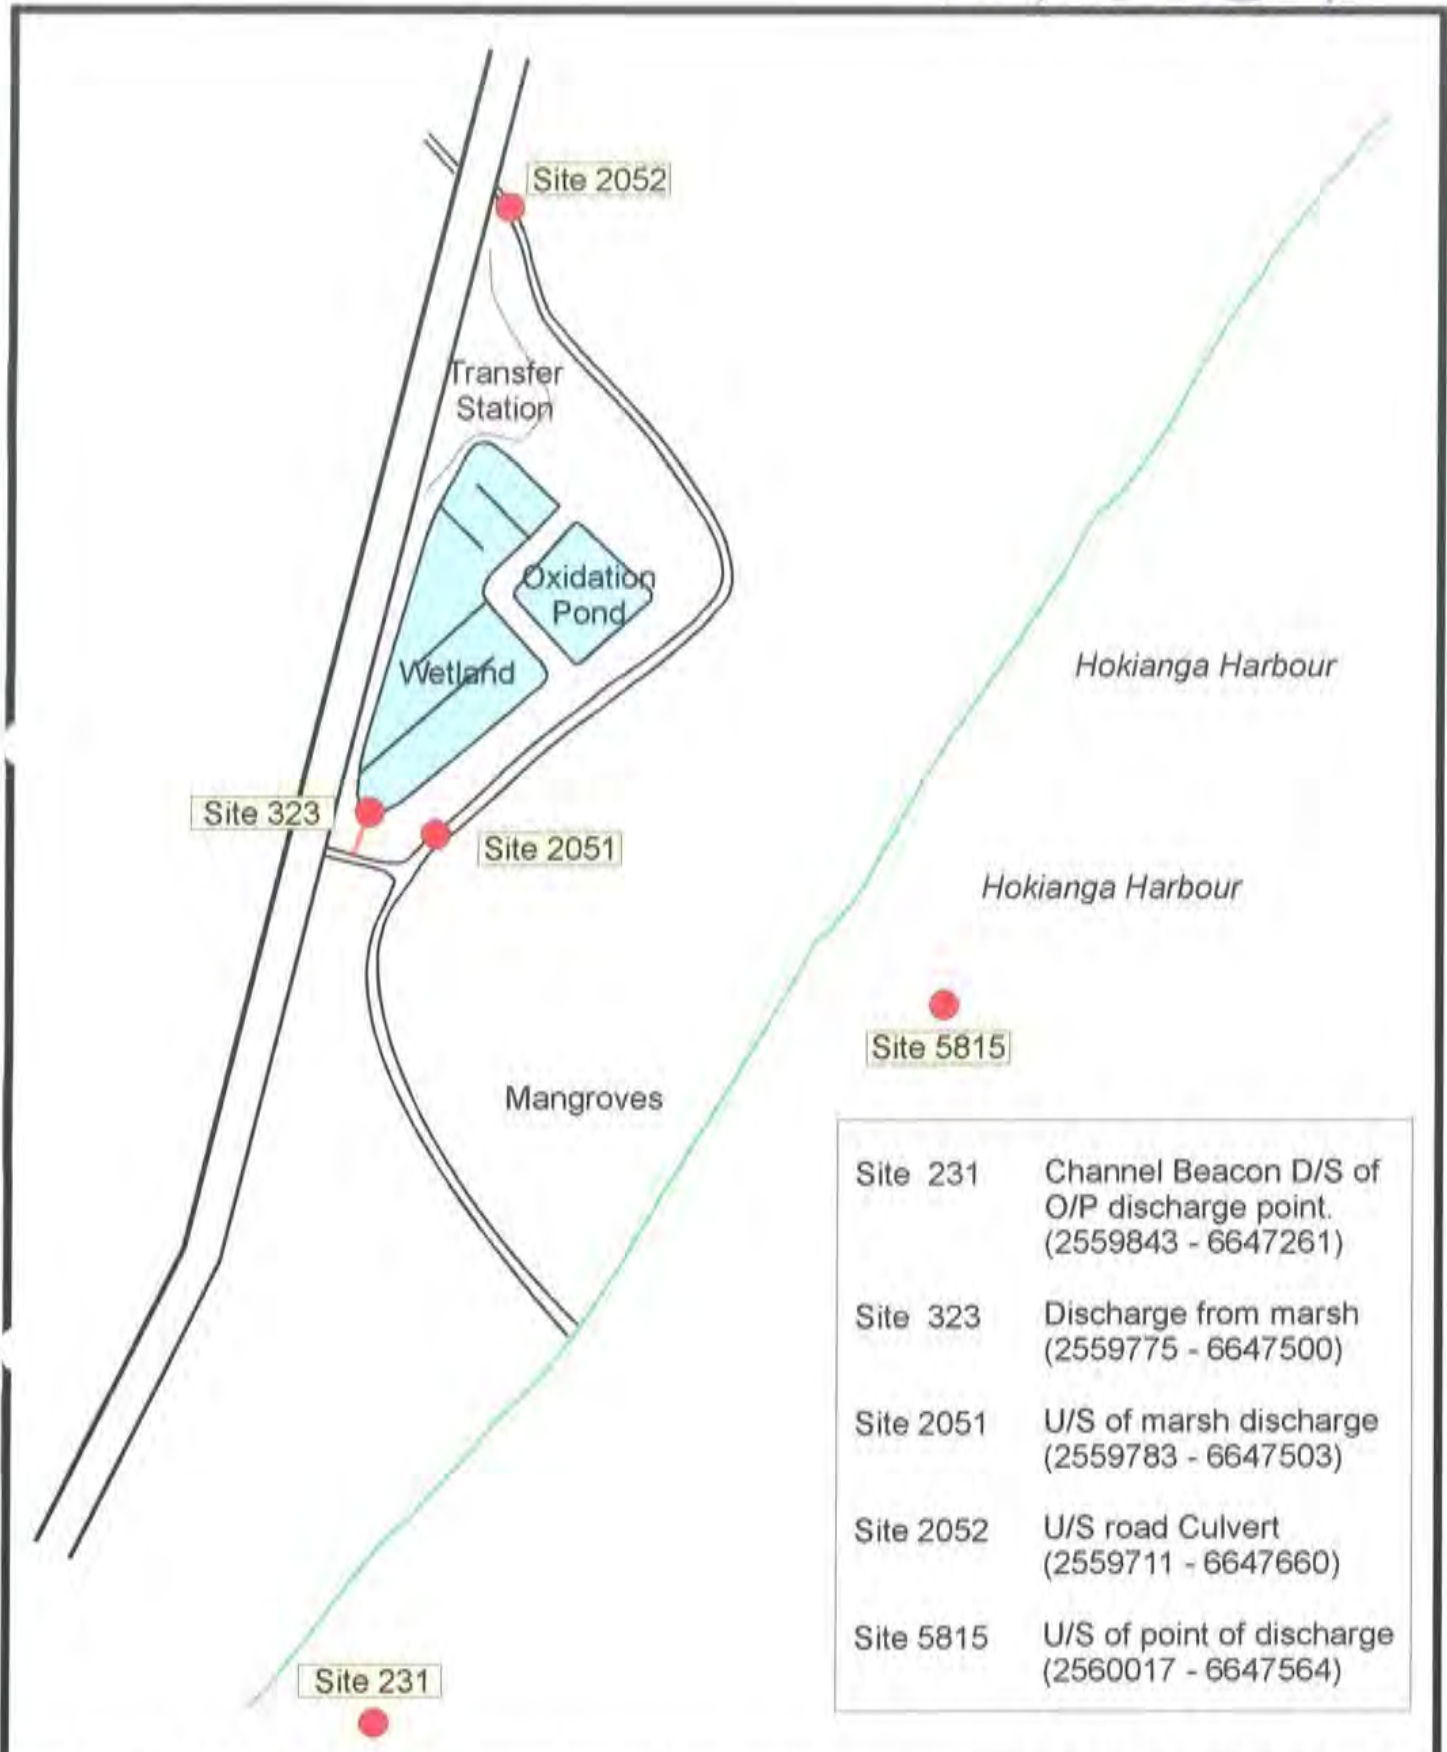 Site 2052
Transfer
Station
Oxidation
Pond
Wetland
Hokianga Harbour
Site 323
Site 2051
Hokianga Harbour
Site 5815
Mangroves
Site 231 Channel Beacon D/S of
O/P discharge point.
(2559843 - 6647261)
Site 323 Discharge from marsh
(2559775 - 6647500)
Site 2051 U/S of marsh discharge
(2559783 - 6647503)
Site 2052 U/S road Culvert
(2559711 - 6647660)
Site 5815 U/S of point of discharge
(2560017 - 6647564)
Site 231